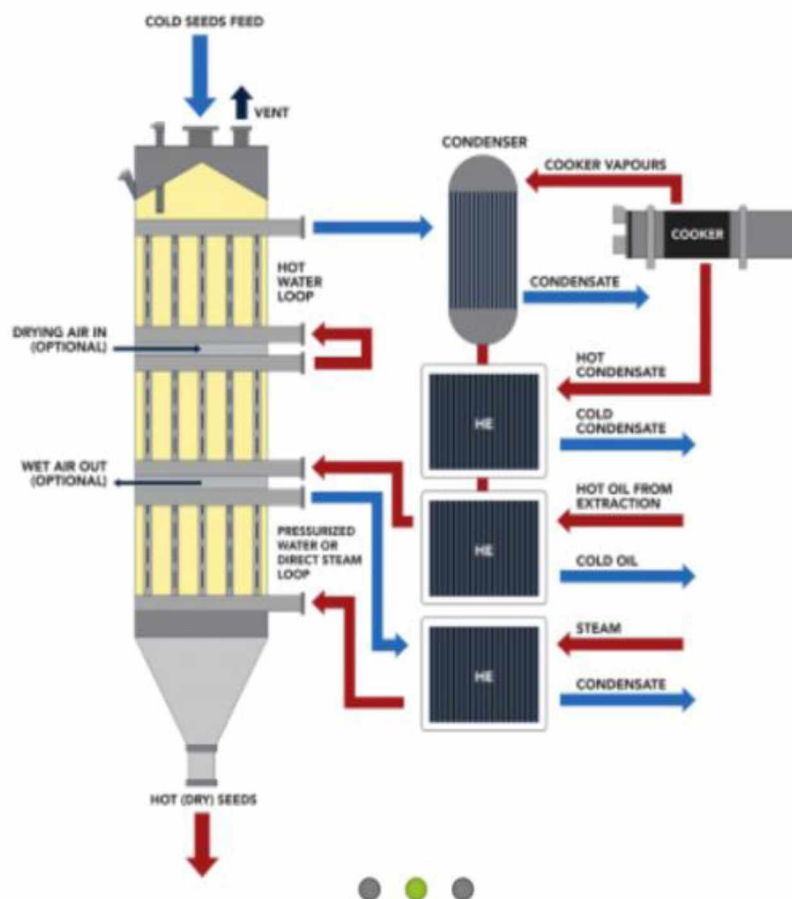 COLD SEEDS FEED
VENT
CONDENSER
COOKER VAPOURS
COOKER
HOT
WATER
LOOP
CONDENSATE
DRYING AIR IN
(OPTIONAL)
HOT
CONDENSATE
HE
COLD
CONDENSATE
WET AIR OUT
(OPTIONAL)
HOT OIL FROM
EXTRACTION
PRESSURIZED
WATER OR
DIRECT STEAM
LOOP
HE
COLD OIL
STEAM
HE
CONDENSATE
HOT (DRY) SEEDS